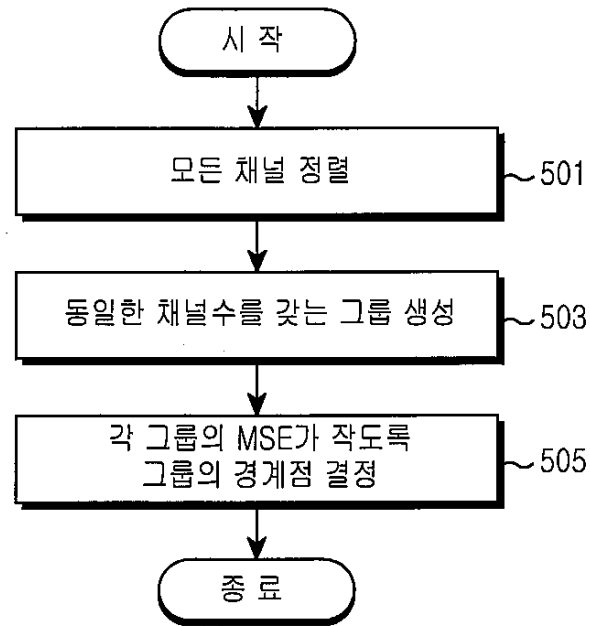 시 작
모든 채널 정렬
501
동일한 채널수를 갖는 그룹 생성
503
각 그룹의 MSE가 작도록
그룹의 경계점 결정
505
종 료